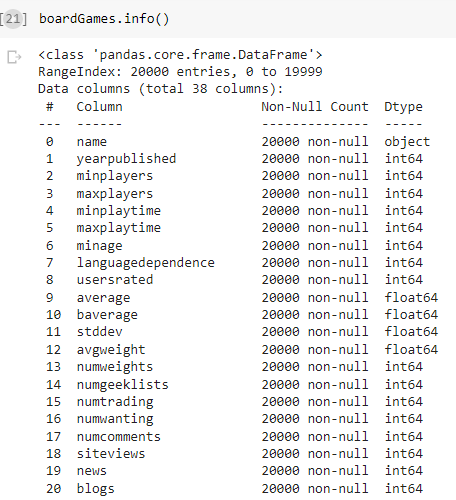 [21] boardGames.info()
<class 'pandas.core.frame.DataFrame'>
RangeIndex: 20000 entries, 0 to 19999
Data columns (total 38 columns):
 #   Column              Non-Null Count  Dtype
---  ------              --------------  -----
 0   name                20000 non-null  object
 1   yearpublished       20000 non-null  int64
 2   minplayers          20000 non-null  int64
 3   maxplayers          20000 non-null  int64
 4   minplaytime         20000 non-null  int64
 5   maxplaytime         20000 non-null  int64
 6   minage              20000 non-null  int64
 7   languagedependence  20000 non-null  int64
 8   usersrated          20000 non-null  int64
 9   average             20000 non-null  float64
 10  baverage            20000 non-null  float64
 11  stddev              20000 non-null  float64
 12  avgweight           20000 non-null  float64
 13  numweights          20000 non-null  int64
 14  numgeeklists        20000 non-null  int64
 15  numtrading          20000 non-null  int64
 16  numwanting          20000 non-null  int64
 17  numcomments         20000 non-null  int64
 18  siteviews           20000 non-null  int64
 19  news                20000 non-null  int64
 20  blogs               20000 non-null  int64